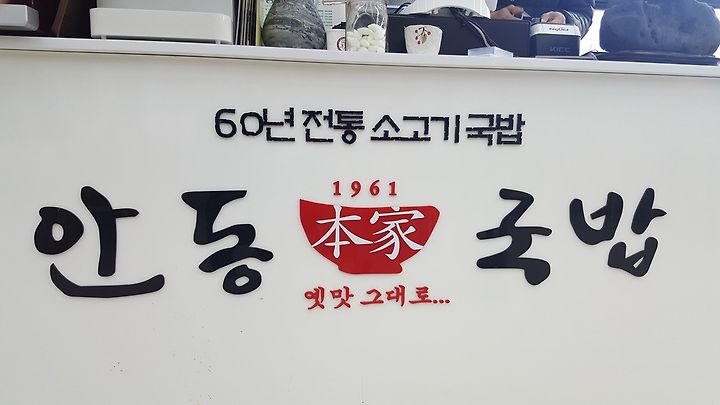 60년 전통 소고기 국밥
1961
안동 本家 국밥
옛맛 그대로...